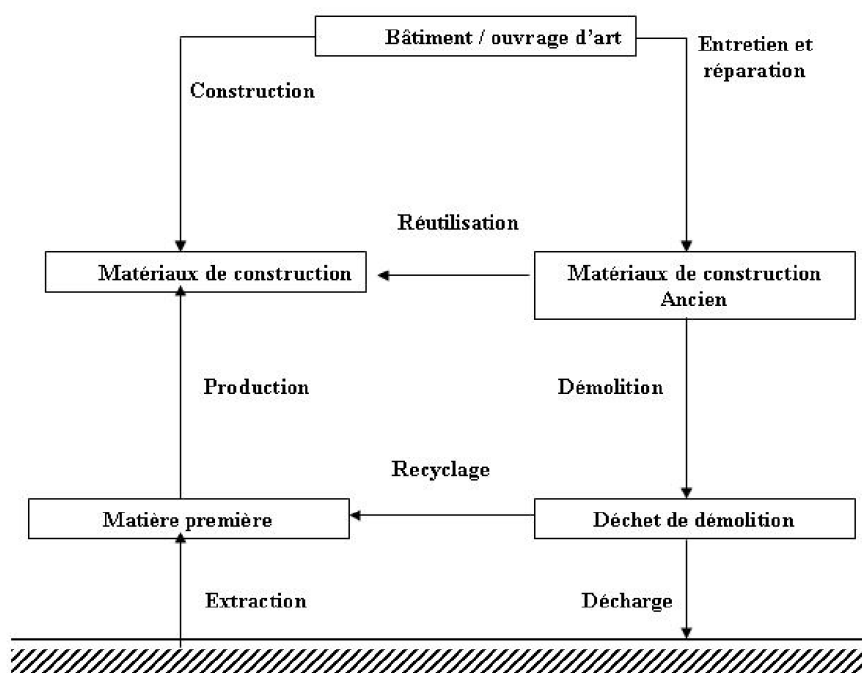 Bâtiment / ouvrage d'art
Entretien et
réparation
Construction
Réutilisation
Matériaux de construction
Matériaux de construction
Ancien
Production
Démolition
Recyclage
Matière première
Déchet de démolition
Extraction
Décharge